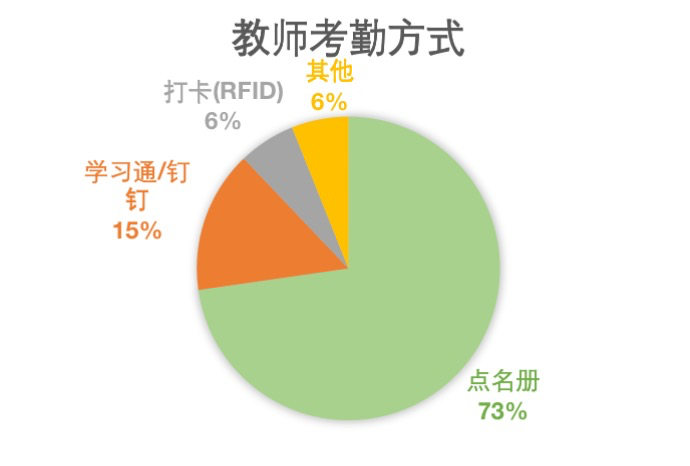 教师考勤方式
其他
6%
打卡(RFID)
6%
学习通/钉
钉
15%
点名册
73%